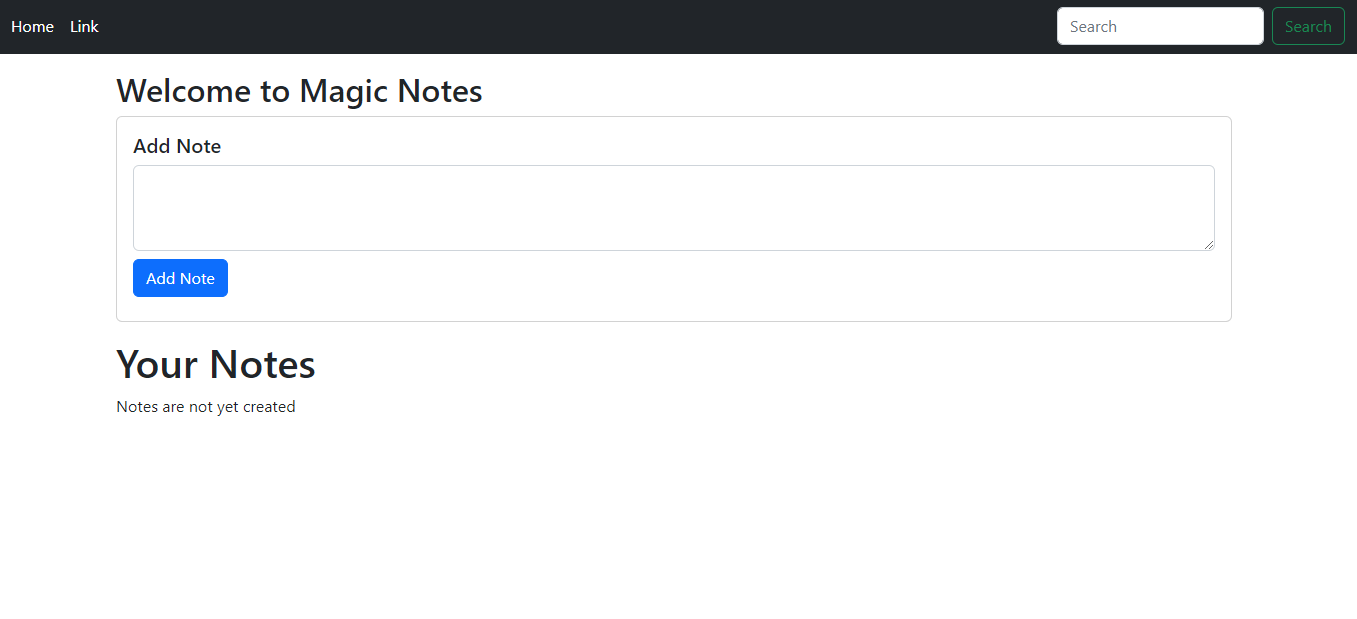 Home Link Search Search
Welcome to Magic Notes
Add Note
Add Note
Your Notes
Notes are not yet created